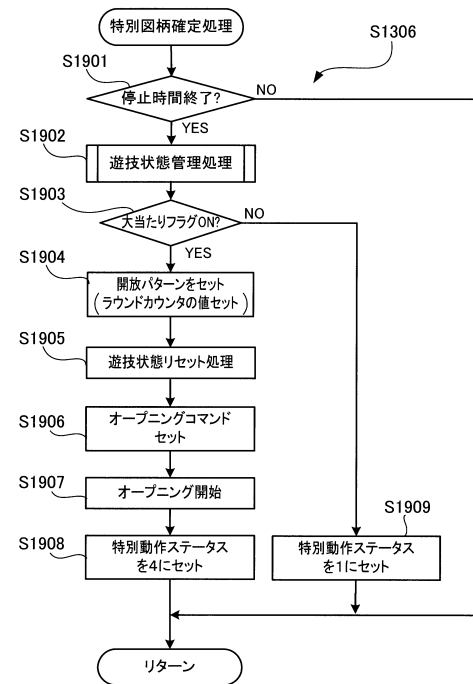 特別図柄確定処理
S1306
S1901
停止時間終了?
NO
YES
S1902
遊技状態管理処理
S1903
大当たりフラグON?
NO
YES
S1904
開放パターンをセット
(ラウンドカウンタの値セット)
S1905
遊技状態リセット処理
S1906
オープニングコマンド
セット
S1907
オープニング開始
S1908
特別動作ステータス
を4にセット
S1909
特別動作ステータス
を1にセット
リターン